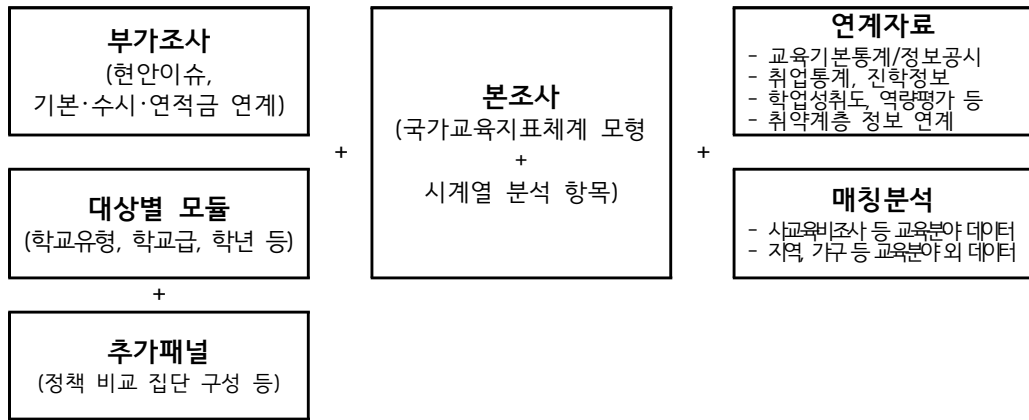 부가조사
(현안이슈,
기본·수시·연적금 연계)
대상별 모듈
(학교유형, 학교급, 학년 등)
+
추가패널
(정책 비교 집단 구성 등)
+
본조사
(국가교육지표체계 모형
+
시계열 분석 항목)
+
연계자료
- 교육기본통계/정보공시
- 취업통계, 진학정보
- 학업성취도, 역량평가 등
- 취약계층 정보 연계
매칭분석
- 사교육비조사 등 교육분야 데이터
- 지역, 가구 등 교육분야 외 데이터